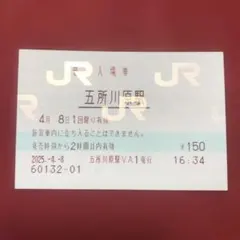 JR JR
入場券
五所川原駅
4月 8日1回限り有効
旅客車内に立ち入ることはできません。
発売時刻から2時間以内有効 ¥150
2025.-4.-8 五所川原駅VA1発行 16:34
60132-01
JR JR